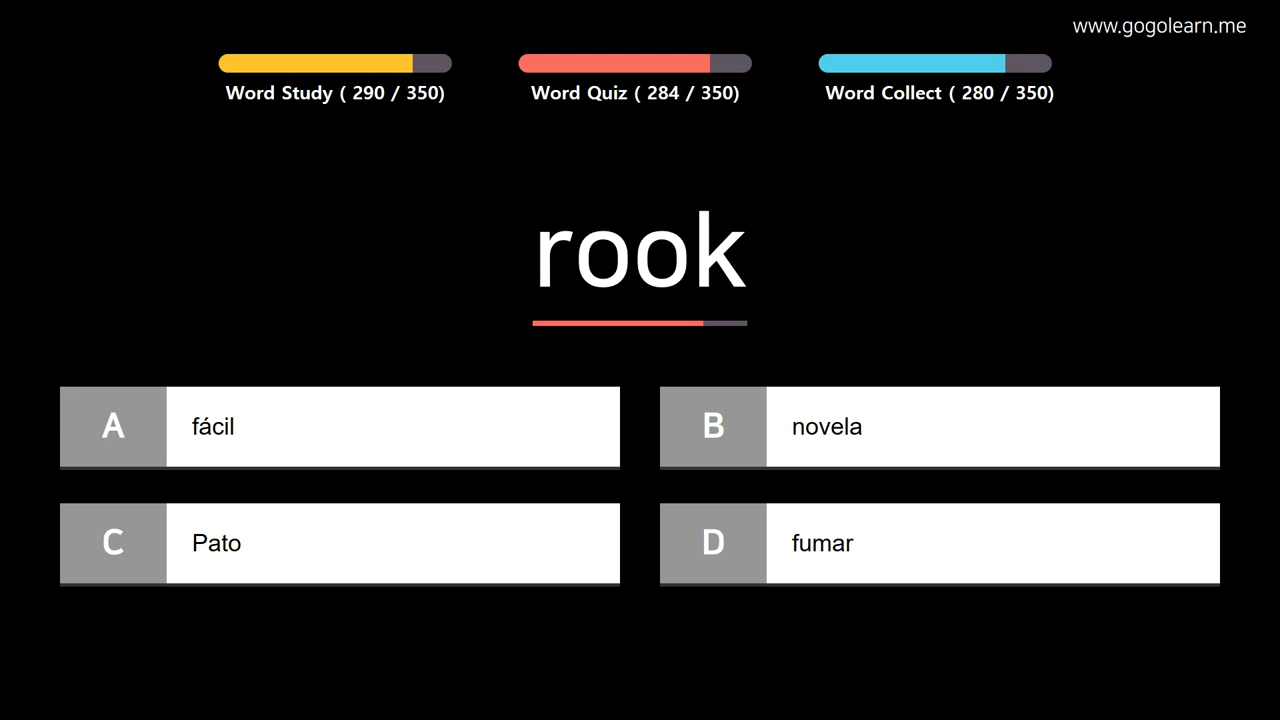 www.gogolearn.me
Word Study ( 290 / 350)
Word Quiz ( 284 / 350)
Word Collect ( 280 / 350)
rook
A fácil
B novela
C Pato
D fumar